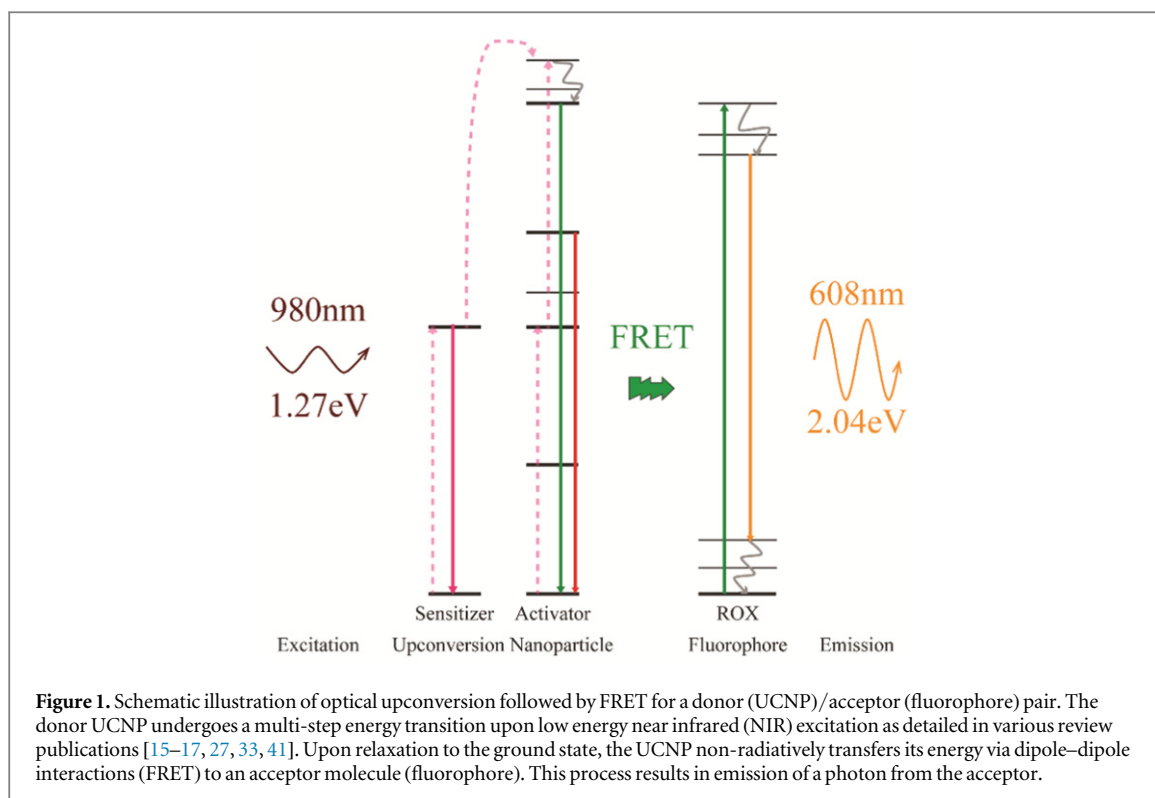 980nm
1.27eV
FRET
608nm
2.04eV
Sensitizer Activator ROX
Excitation Upconversion Nanoparticle Fluorophore Emission
Figure 1. Schematic illustration of optical upconversion followed by FRET for a donor (UCNP)/acceptor (fluorophore) pair. The
donor UCNP undergoes a multi-step energy transition upon low energy near infrared (NIR) excitation as detailed in various review
publications [15–17, 27, 33, 41]. Upon relaxation to the ground state, the UCNP non-radiatively transfers its energy via dipole–dipole
interactions (FRET) to an acceptor molecule (fluorophore). This process results in emission of a photon from the acceptor.